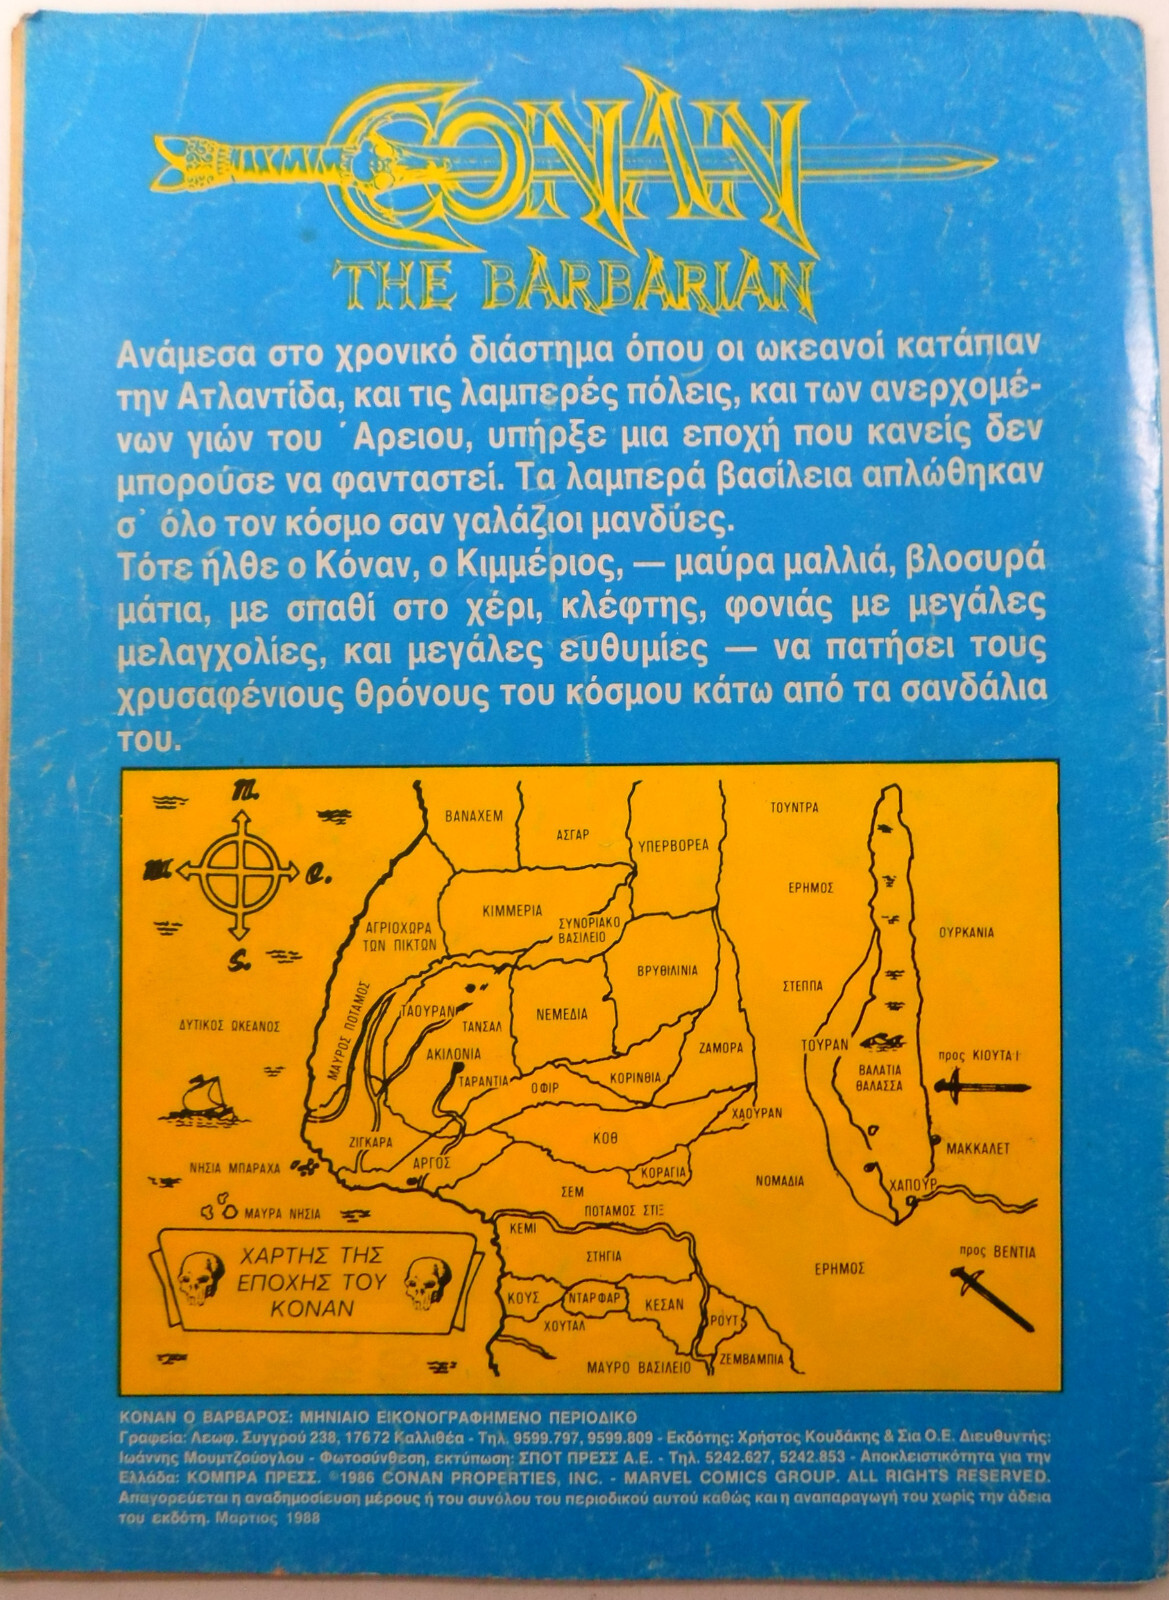 CONAN
THE BARBARIAN
Ανάμεσα στο χρονικό διάστημα όπου οι ωκεανοί κατάπιαν
την Ατλαντίδα, και τις λαμπερές πόλεις, και των ανερχομέ-
νων γιών του ΄Αρειου, υπήρξε μια εποχή που κανείς δεν
μπορούσε να φανταστεί. Τα λαμπερά βασίλεια απλώθηκαν
σ᾽ όλο τον κόσμο σαν γαλάζιοι μανδύες.
Τότε ήλθε ο Κόναν, ο Κιμμέριος, — μαύρα μαλλιά, βλοσυρά
μάτια, με σπαθί στο χέρι, κλέφτης, φονιάς με μεγάλες
μελαγχολίες, και μεγάλες ευθυμίες — να πατήσει τους
χρυσαφένιους θρόνους του κόσμου κάτω από τα σανδάλια
του.
n.
w.
e.
s.
ΒΑΝΑΧΕΜ
ΑΣΓΑΡ
ΥΠΕΡΒΟΡΕΑ
ΤΟΥΝΤΡΑ
ΕΡΗΜΟΣ
ΚΙΜΜΕΡΙΑ
ΑΓΡΙΟΧΩΡΑ
ΤΩΝ ΠΙΚΤΩΝ
ΣΥΝΟΡΙΑΚΟ
ΒΑΣΙΛΕΙΟ
ΟΥΡΚΑΝΙΑ
ΒΡΥΘΙΛΙΝΙΑ
ΣΤΕΠΠΑ
ΜΑΥΡΟΣ ΠΟΤΑΜΟΣ
ΔΥΤΙΚΟΣ ΩΚΕΑΝΟΣ
ΤΑΟΥΡΑΝ
ΤΑΝΣΑΛ
ΝΕΜΕΔΙΑ
ΑΚΙΛΟΝΙΑ
ΖΑΜΟΡΑ
ΤΟΥΡΑΝ
προς ΚΙΟΥΤΑΪ
ΤΑΡΑΝΤΙΑ
ΟΦΙΡ
ΚΟΡΙΝΘΙΑ
ΒΑΛΑΤΙΑ
ΘΑΛΑΣΣΑ
ΧΑΟΥΡΑΝ
ΖΙΓΚΑΡΑ
ΚΟΘ
ΜΑΚΚΑΛΕΤ
ΝΗΣΙΑ ΜΠΑΡΑΧΑ
ΑΡΓΟΣ
ΚΟΡΑΓΙΑ
ΝΟΜΑΔΙΑ
ΧΑΠΟΥΡ
ΣΕΜ
ΜΑΥΡΑ ΝΗΣΙΑ
ΠΟΤΑΜΟΣ ΣΤΙΞ
ΚΕΜΙ
ΣΤΗΓΙΑ
ΕΡΗΜΟΣ
προς ΒΕΝΤΙΑ
ΧΑΡΤΗΣ ΤΗΣ
ΕΠΟΧΗΣ ΤΟΥ
ΚΟΝΑΝ
ΚΟΥΣ
ΝΤΑΡΦΑΡ
ΚΕΣΑΝ
ΡΟΥΤ
ΧΟΥΤΑΛ
ΜΑΥΡΟ ΒΑΣΙΛΕΙΟ
ΖΕΜΒΑΜΠΙΑ
ΚΟΝΑΝ Ο ΒΑΡΒΑΡΟΣ: ΜΗΝΙΑΙΟ ΕΙΚΟΝΟΓΡΑΦΗΜΕΝΟ ΠΕΡΙΟΔΙΚΟ
Γραφεία: Λεωφ. Συγγρού 238, 17672 Καλλιθέα - Τηλ. 9599.797, 9599.809 - Εκδότης: Χρήστος Κουδάκης & Σια Ο.Ε. Διευθυντής:
Ιωάννης Μουμτζούογλου - Φωτοσύνθεση, εκτύπωση: ΣΠΟΤ ΠΡΕΣΣ Α.Ε. - Τηλ. 5242.627, 5242.853 - Αποκλειστικότητα για την
Ελλάδα: ΚΟΜΠΡΑ ΠΡΕΣΣ. ©1986 CONAN PROPERTIES, INC. - MARVEL COMICS GROUP. ALL RIGHTS RESERVED.
Απαγορεύεται η αναδημοσίευση μέρους ή του συνόλου του περιοδικού αυτού καθώς και η αναπαραγωγή του χωρίς την άδεια
του εκδότη. Μαρτιος 1988